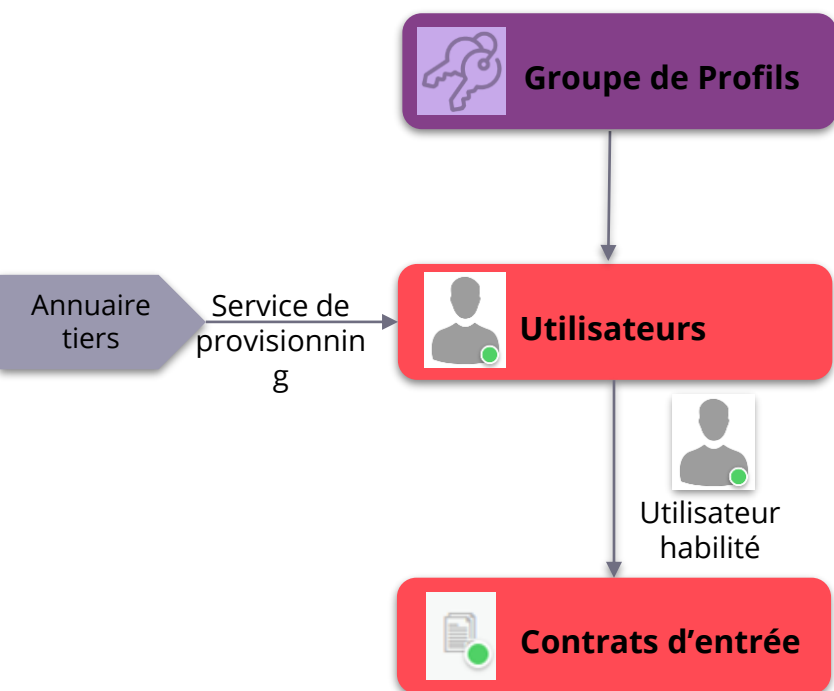 Groupe de Profils
Annuaire
tiers
Service de
provisionnin
g
Utilisateurs
Utilisateur
habilité
Contrats d’entrée